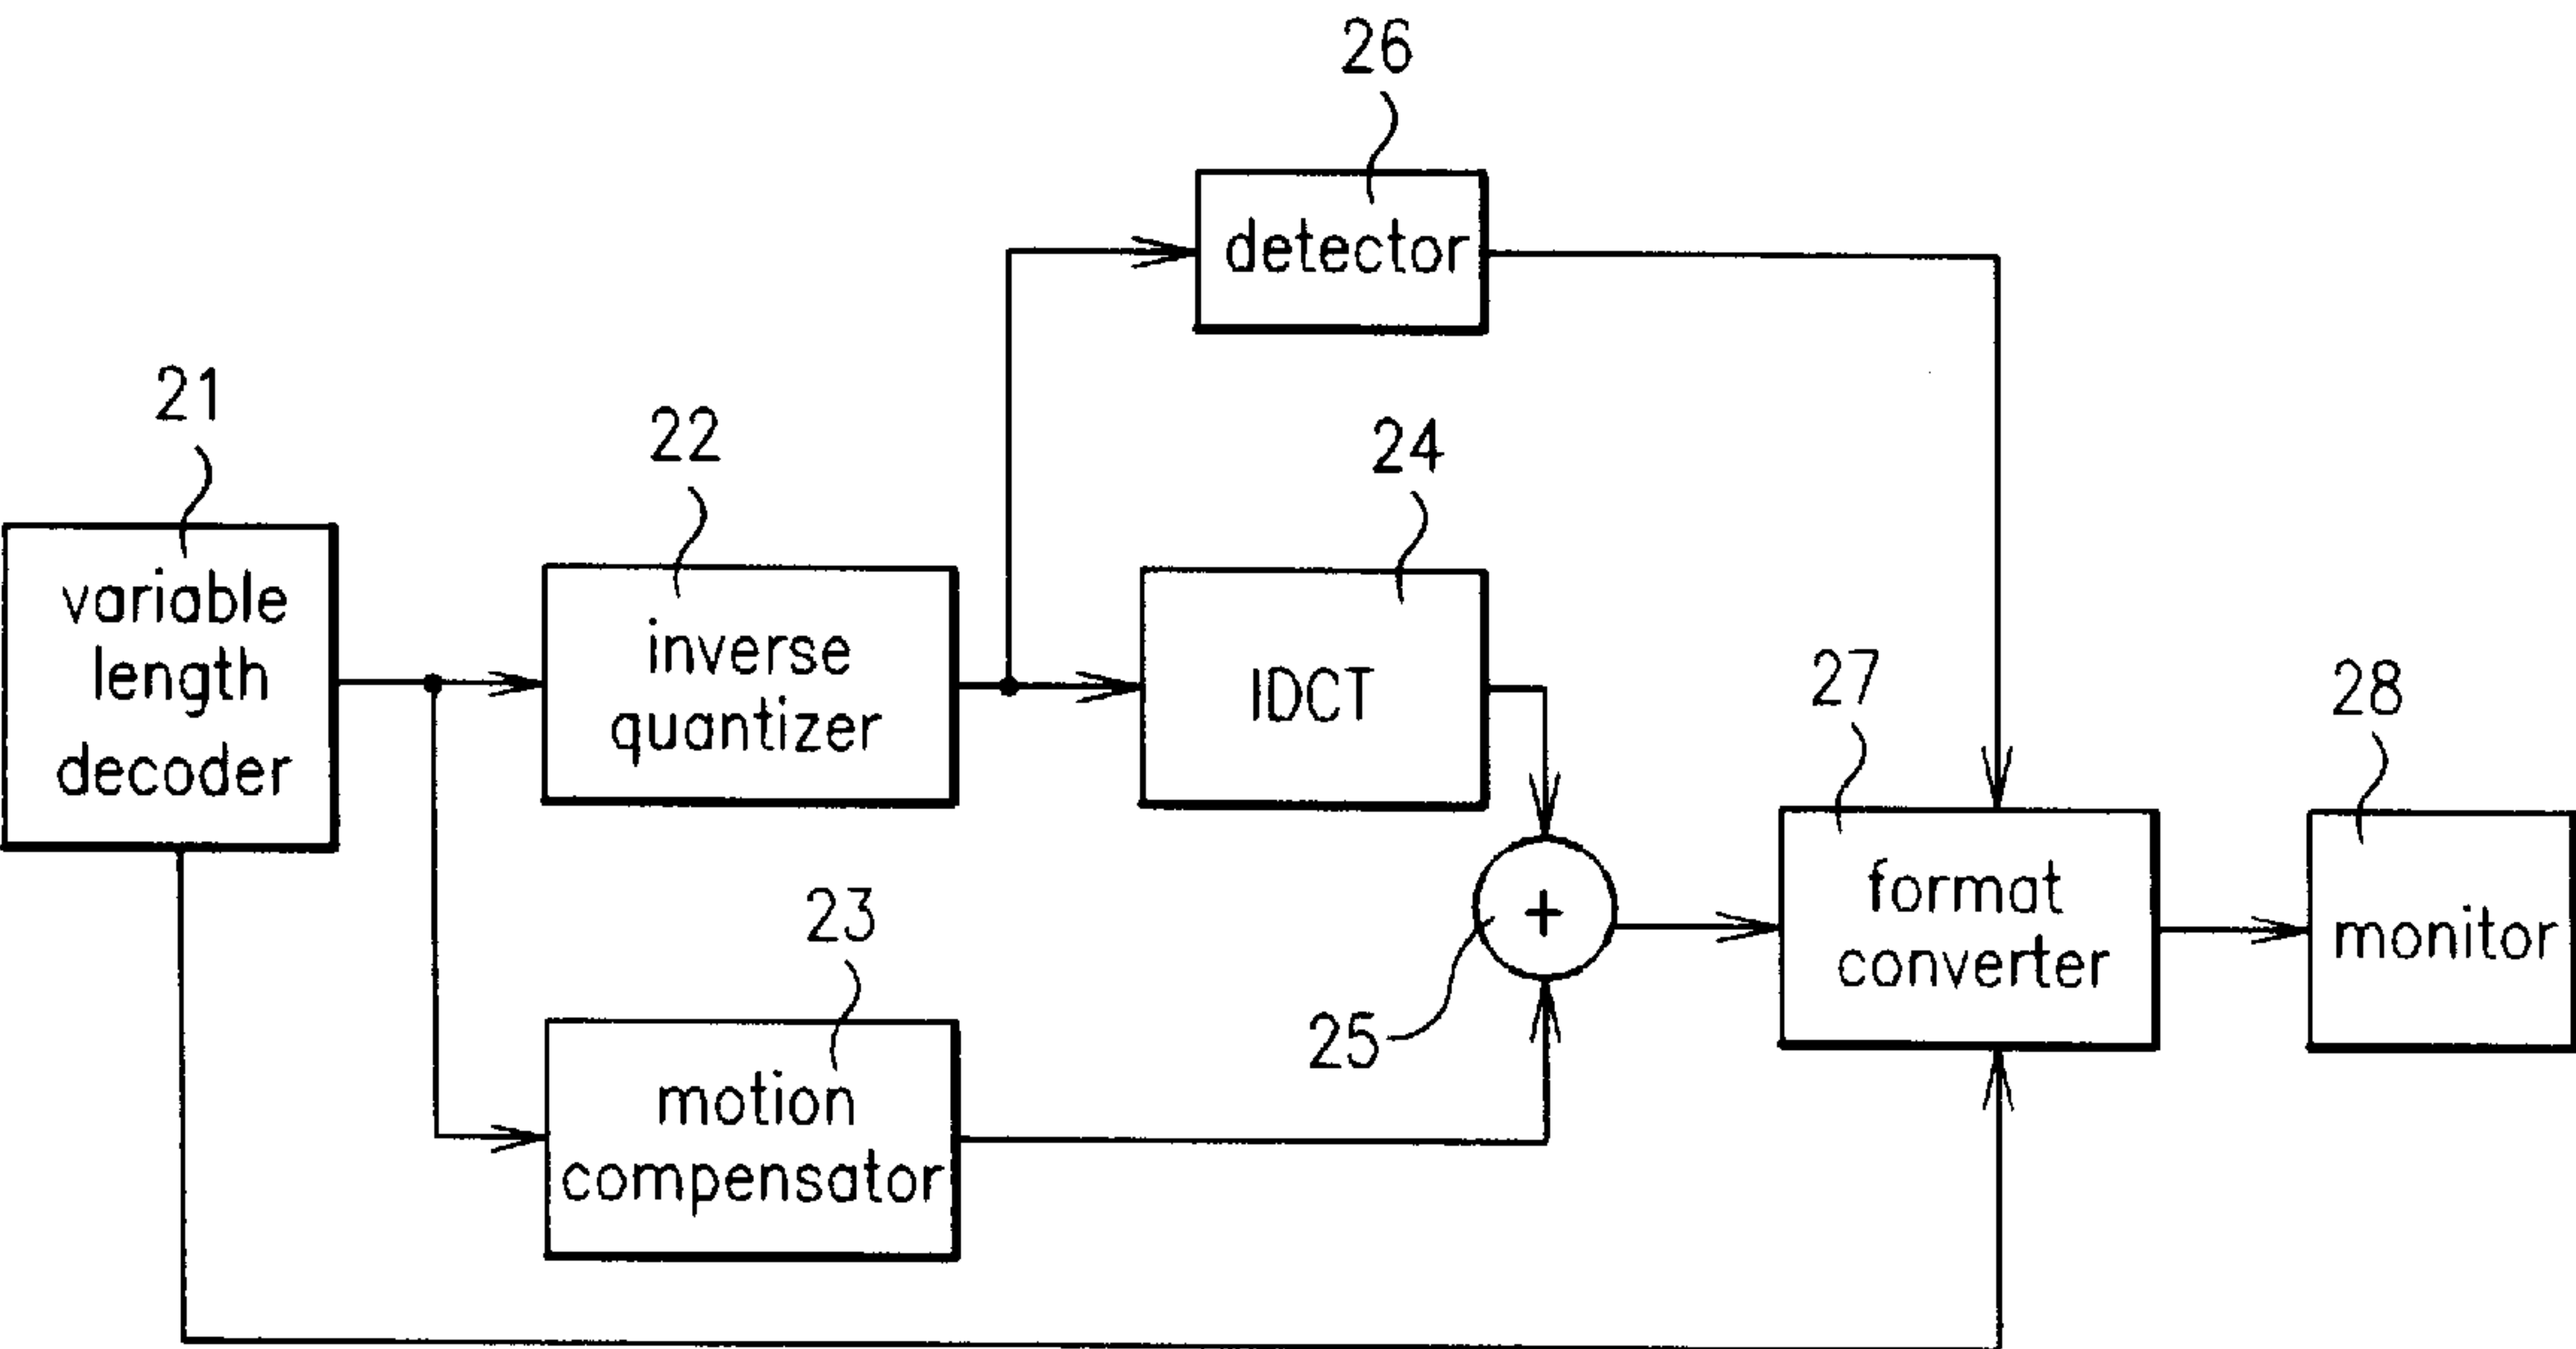 26
detector
21
variable
length
decoder
22
inverse
quantizer
24
IDCT
23
motion
compensator
25
+
27
format
converter
28
monitor